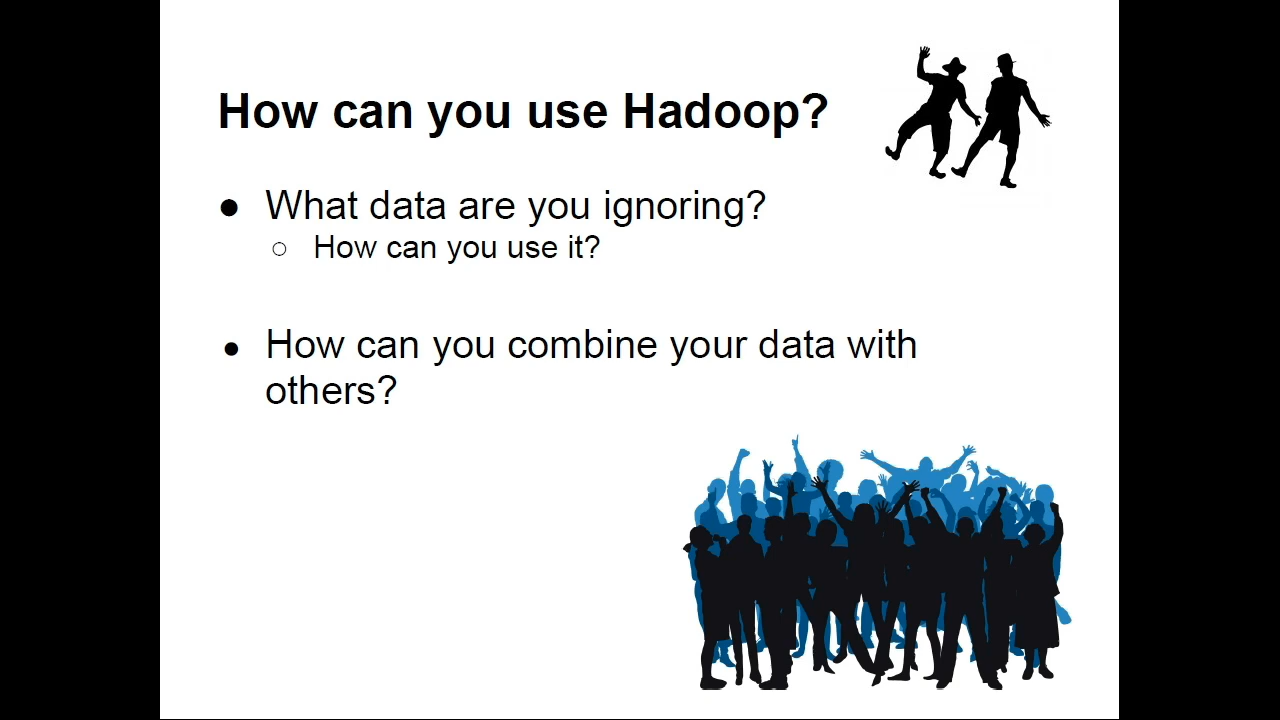 How can you use Hadoop?
● What data are you ignoring?
○ How can you use it?
● How can you combine your data with
others?